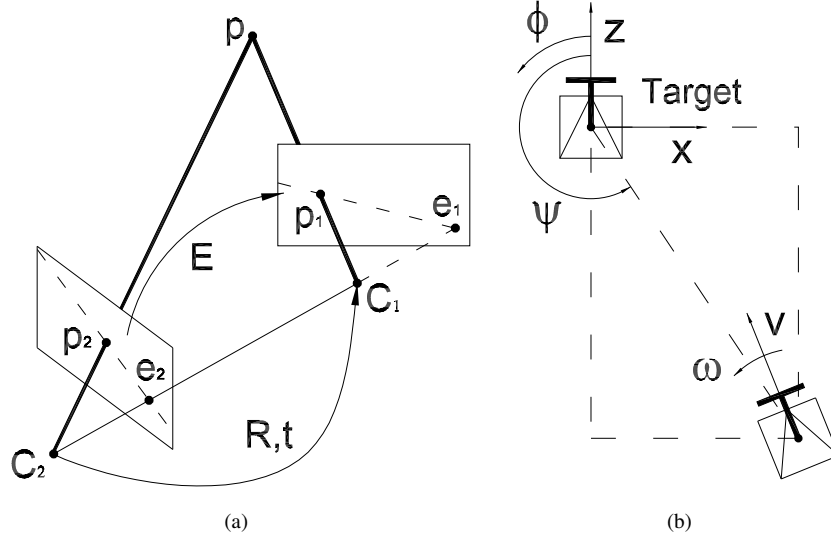 p
p₁
e₁
E
C₁
p₂
e₂
R,t
C₂
(a)
ϕ
z
Target
x
ψ
v
ω
(b)